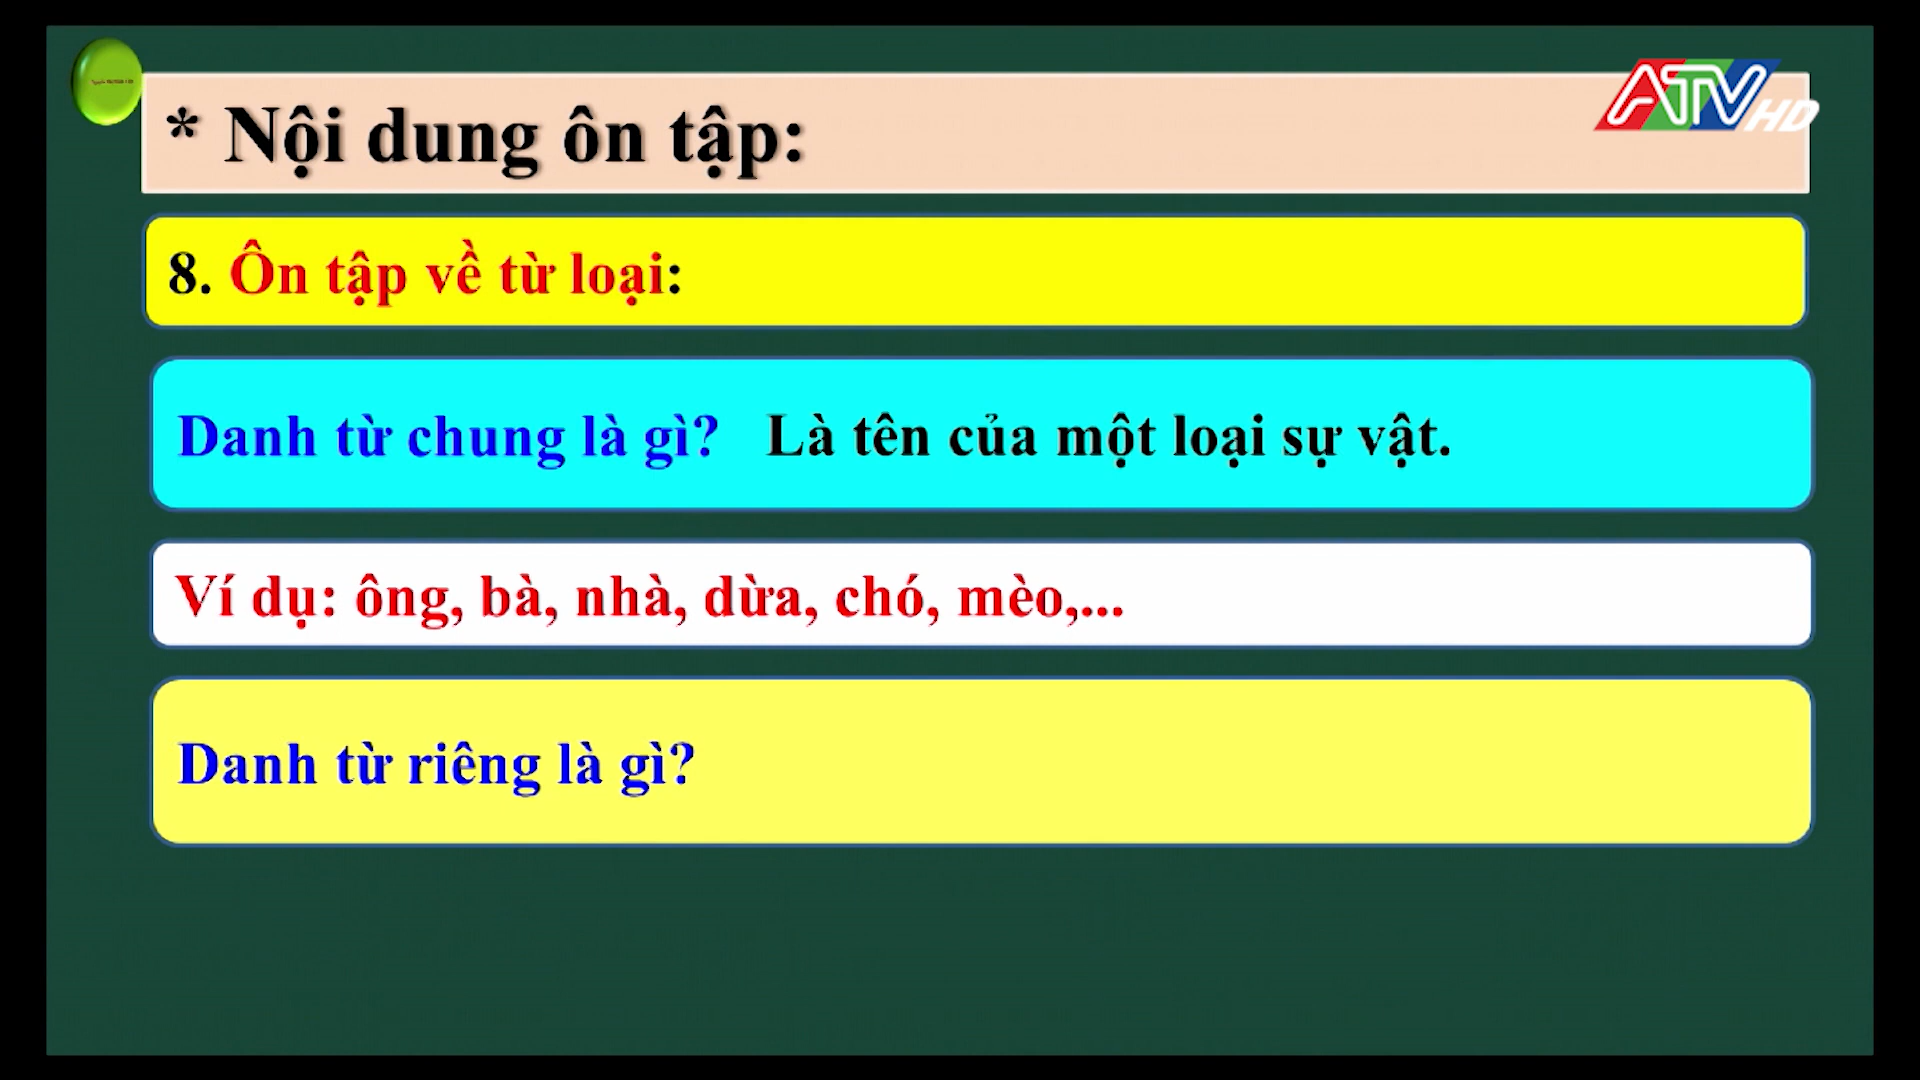 * Nội dung ôn tập:
ATV HD
8. Ôn tập về từ loại:
Danh từ chung là gì? Là tên của một loại sự vật.
Ví dụ: ông, bà, nhà, dừa, chó, mèo,...
Danh từ riêng là gì?